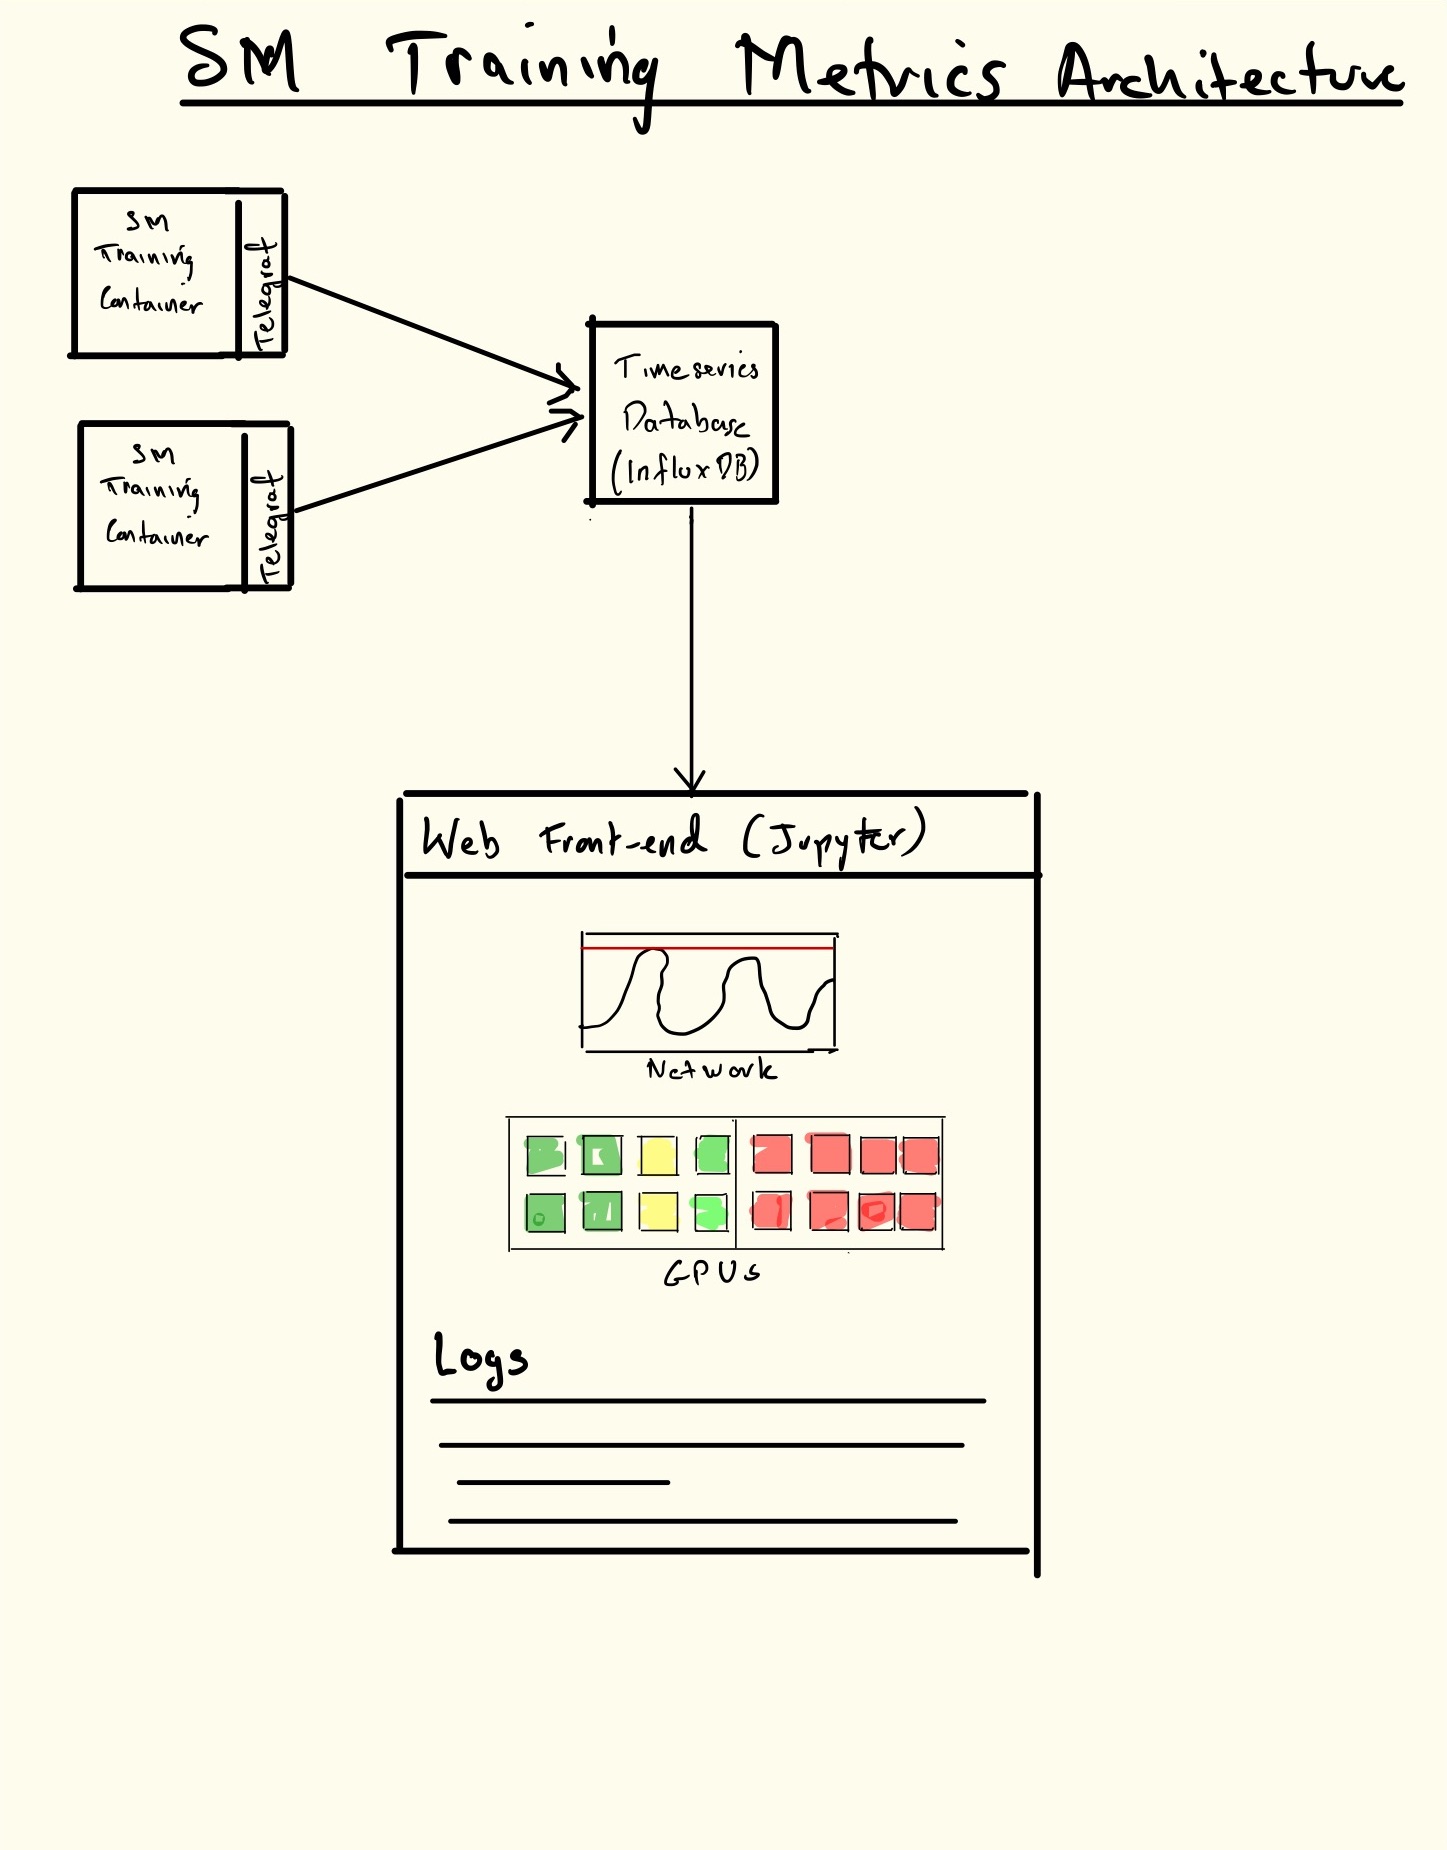 SM Training Metrics Architecture
SM
Training
Container
Telegraf
SM
Training
Container
Telegraf
Timeseries
Database
(InfluxDB)
Web Front-end (Jupyter)
Network
GPUs
Logs